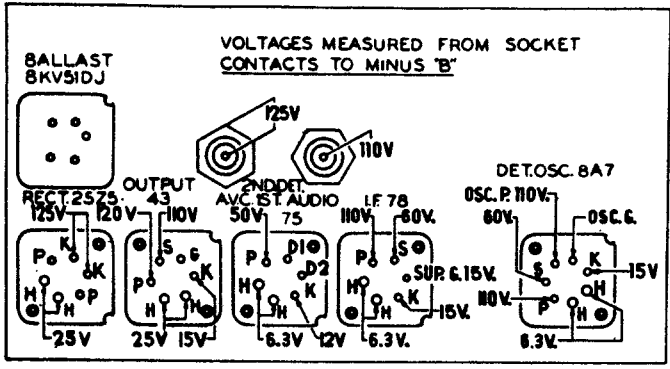 VOLTAGES MEASURED FROM SOCKET
CONTACTS TO MINUS "B"
BALLAST
8KV51DJ
125V
110V
RECT. 25Z5
125V
P
K
K
H
H
P
25V
OUTPUT
43
120V
110V
S
G
P
K
H
H
25V
15V
2ND DET.
A.V.C. 1ST. AUDIO
75
50V
P
D1
D2
H
K
H
6.3V
12V
I.F. 78
110V
60V.
P
S
SUP. G. 15V.
H
K
H
15V.
6.3V.
DET. OSC. 8A7
OSC. P. 110V.
60V.
OSC. G.
K
15V
S
H
110V.
P
H
6.3V.